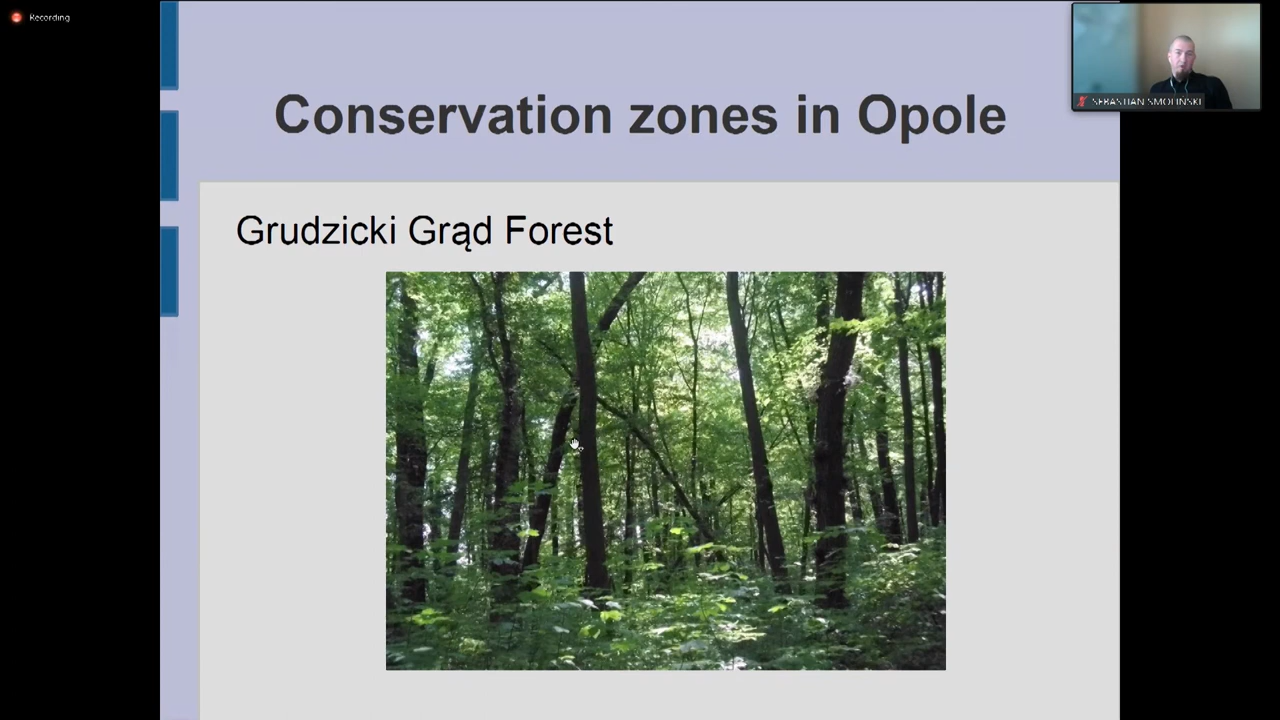 Recording
SEBASTIAN SMOLINSKI
Conservation zones in Opole
Grudzicki Grąd Forest